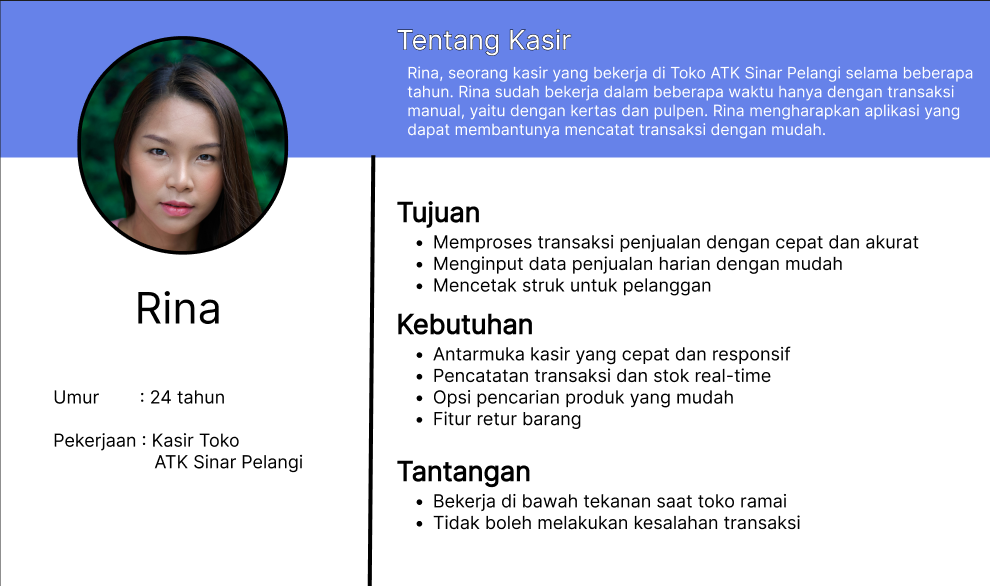 Tentang Kasir
Rina, seorang kasir yang bekerja di Toko ATK Sinar Pelangi selama beberapa
tahun. Rina sudah bekerja dalam beberapa waktu hanya dengan transaksi
manual, yaitu dengan kertas dan pulpen. Rina mengharapkan aplikasi yang
dapat membantunya mencatat transaksi dengan mudah.
Rina
Umur : 24 tahun
Pekerjaan : Kasir Toko
ATK Sinar Pelangi
Tujuan
• Memproses transaksi penjualan dengan cepat dan akurat
• Menginput data penjualan harian dengan mudah
• Mencetak struk untuk pelanggan
Kebutuhan
• Antarmuka kasir yang cepat dan responsif
• Pencatatan transaksi dan stok real-time
• Opsi pencarian produk yang mudah
• Fitur retur barang
Tantangan
• Bekerja di bawah tekanan saat toko ramai
• Tidak boleh melakukan kesalahan transaksi